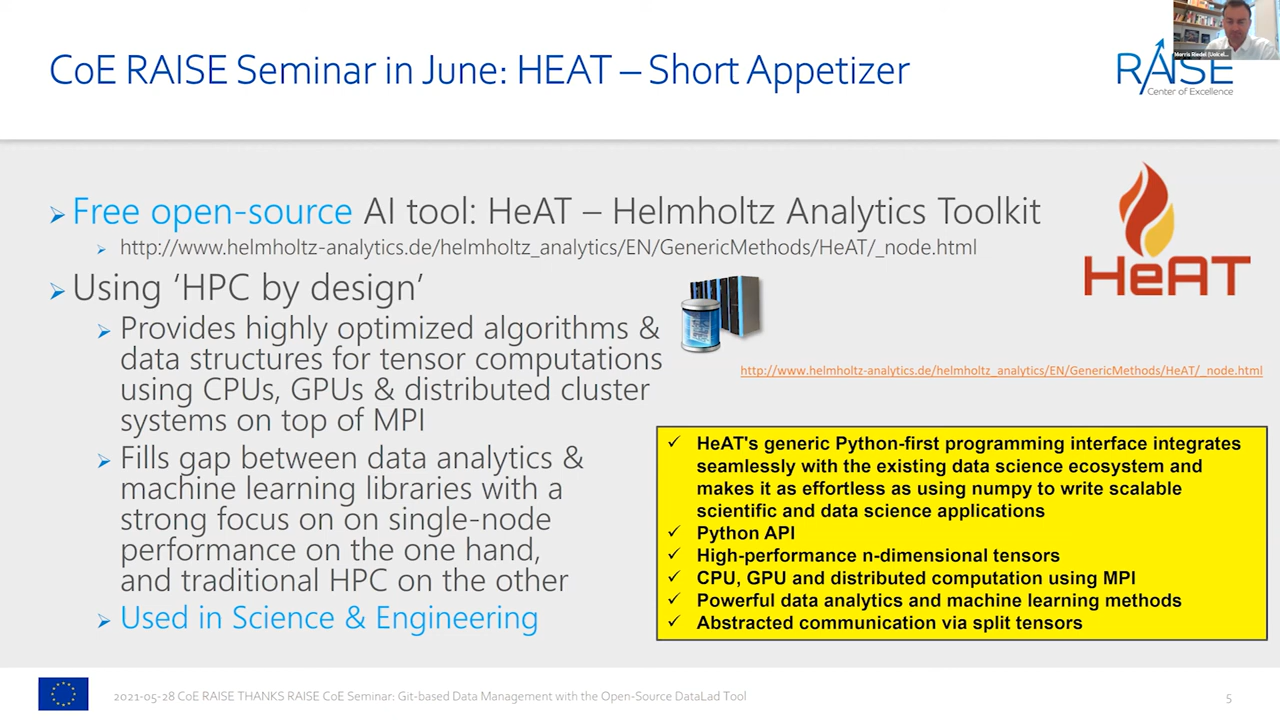 CoE RAISE Seminar in June: HEAT – Short Appetizer
RAISE
Center of Excellence
➢ Free open-source AI tool: HeAT – Helmholtz Analytics Toolkit
➢ http://www.helmholtz-analytics.de/helmholtz_analytics/EN/GenericMethods/HeAT/_node.html
➢ Using ‘HPC by design’
➢ Provides highly optimized algorithms &
data structures for tensor computations
using CPUs, GPUs & distributed cluster
systems on top of MPI
➢ Fills gap between data analytics &
machine learning libraries with a
strong focus on on single-node
performance on the one hand,
and traditional HPC on the other
➢ Used in Science & Engineering
HeAT
http://www.helmholtz-analytics.de/helmholtz_analytics/EN/GenericMethods/HeAT/_node.html
✓ HeAT's generic Python-first programming interface integrates
seamlessly with the existing data science ecosystem and
makes it as effortless as using numpy to write scalable
scientific and data science applications
✓ Python API
✓ High-performance n-dimensional tensors
✓ CPU, GPU and distributed computation using MPI
✓ Powerful data analytics and machine learning methods
✓ Abstracted communication via split tensors
2021-05-28 CoE RAISE THANKS RAISE CoE Seminar: Git-based Data Management with the Open-Source DataLad Tool
5